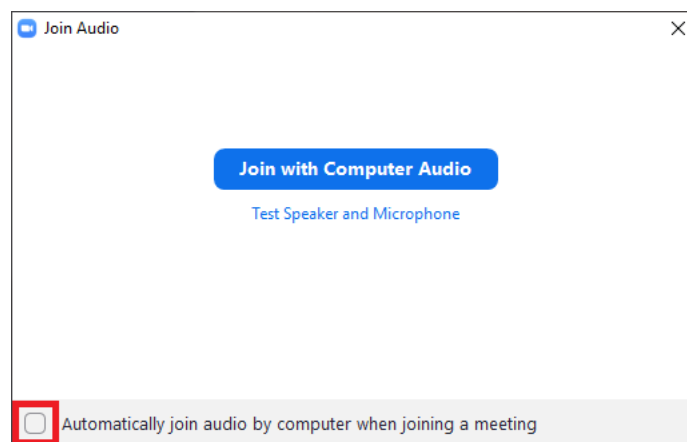 Join Audio
Join with Computer Audio
Test Speaker and Microphone
Automatically join audio by computer when joining a meeting